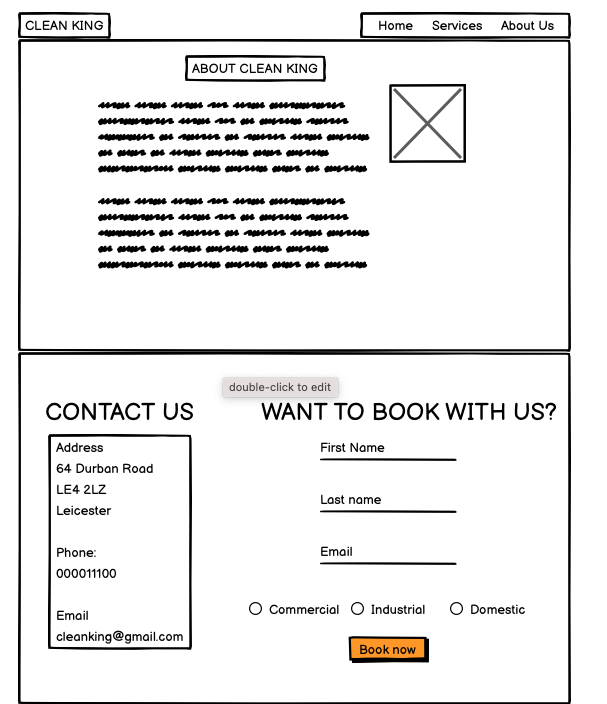 CLEAN KING
Home Services About Us
ABOUT CLEAN KING
double-click to edit
CONTACT US
Address
64 Durban Road
LE4 2LZ
Leicester
Phone:
000011100
Email
cleanking@gmail.com
WANT TO BOOK WITH US?
First Name
Last name
Email
Commercial Industrial Domestic
Book now